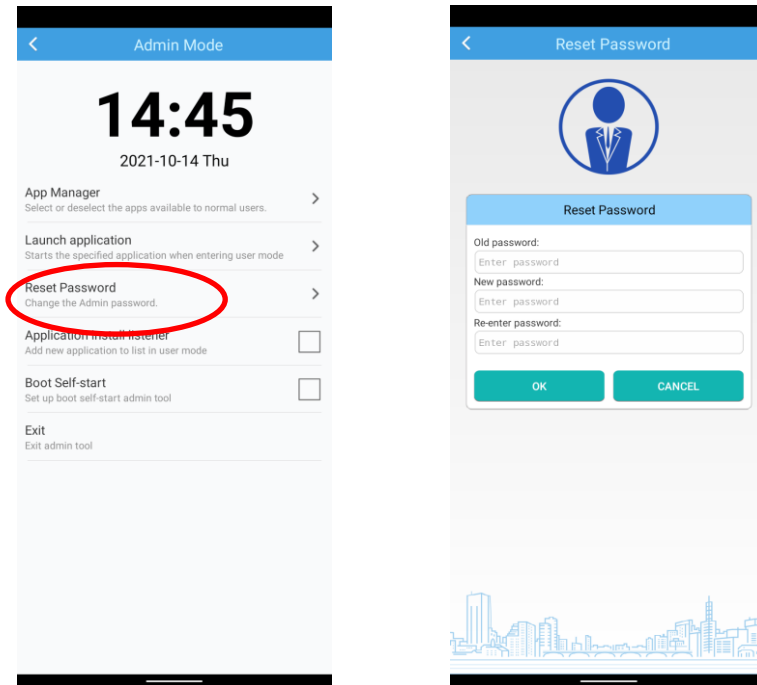 Admin Mode
14:45
2021-10-14 Thu
App Manager
Select or deselect the apps available to normal users.
Launch application
Starts the specified application when entering user mode
Reset Password
Change the Admin password.
Application install listener
Add new application to list in user mode
Boot Self-start
Set up boot self-start admin tool
Exit
Exit admin tool
Reset Password
Reset Password
Old password:
Enter password
New password:
Enter password
Re-enter password:
Enter password
OK
CANCEL